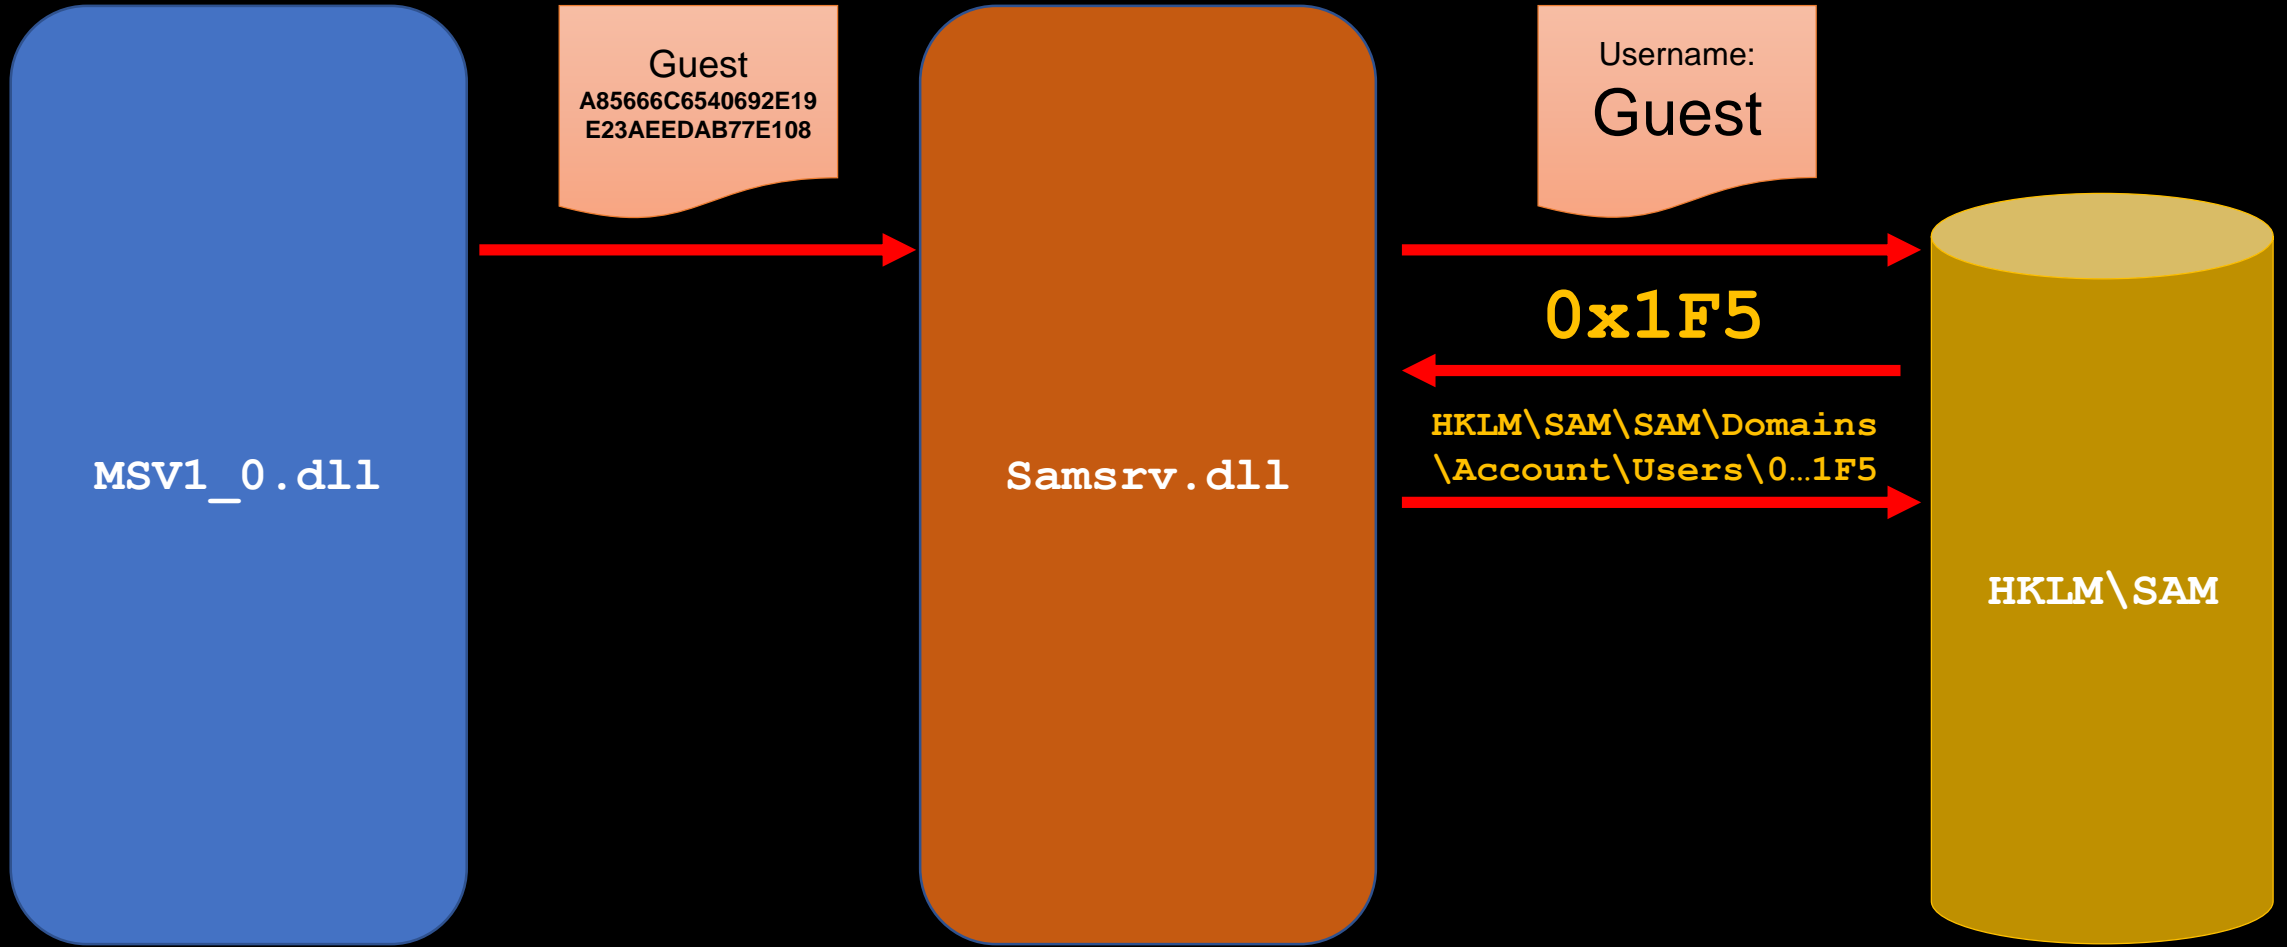 Guest
A85666C6540692E19
E23AEEDAB77E108
Username:
Guest
0x1F5
HKLM\SAM\SAM\Domains
\Account\Users\0…1F5
MSV1_0.dll
Samsrv.dll
HKLM\SAM